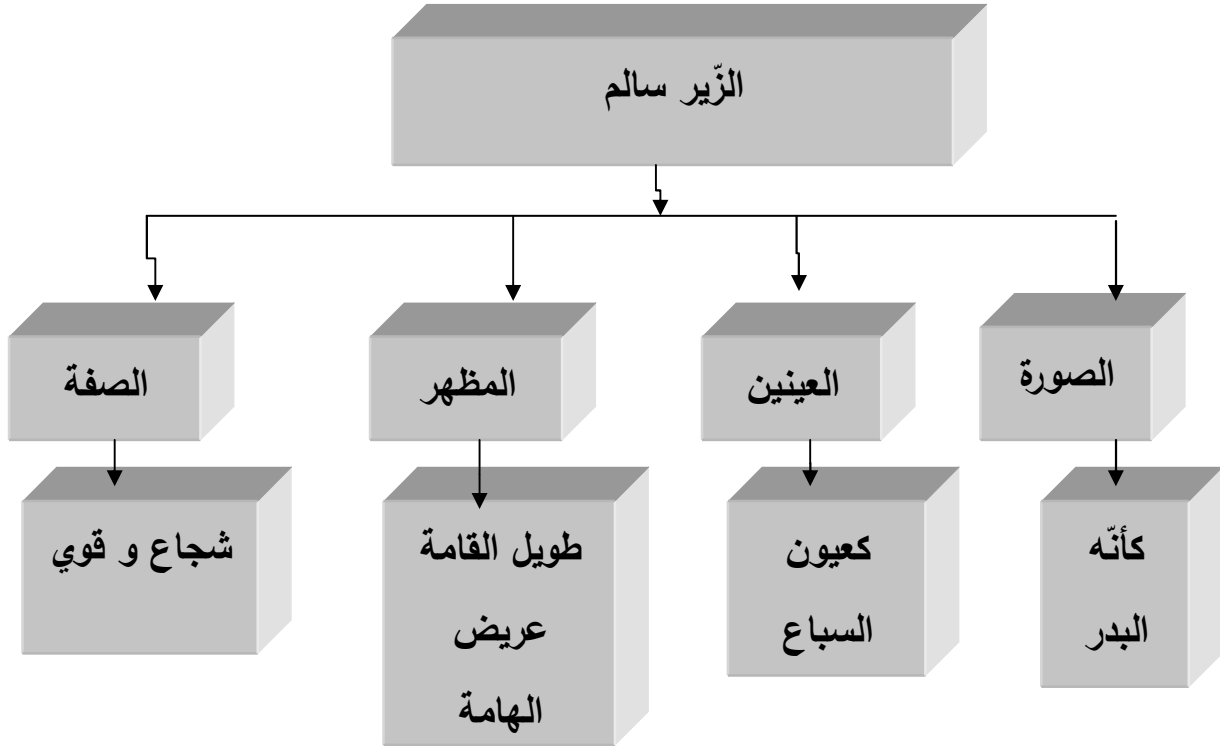 الزّير سالم
الصورة
العينين
المظهر
الصفة
كأنّه
البدر
كعيون
السباع
طويل القامة
عريض
الهامة
شجاع و قوي